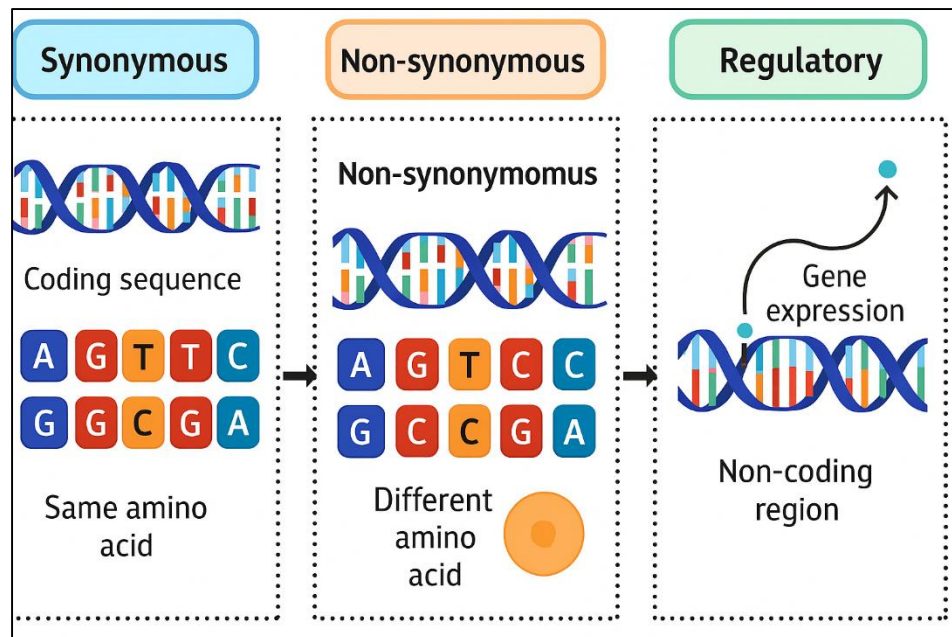 Synonymous
Coding sequence
A G T T C
G G C G A
Same amino
acid
Non-synonymous
Non-synonymomus
A G T C C
G C C G A
Different
amino
acid
Regulatory
Gene
expression
Non-coding
region